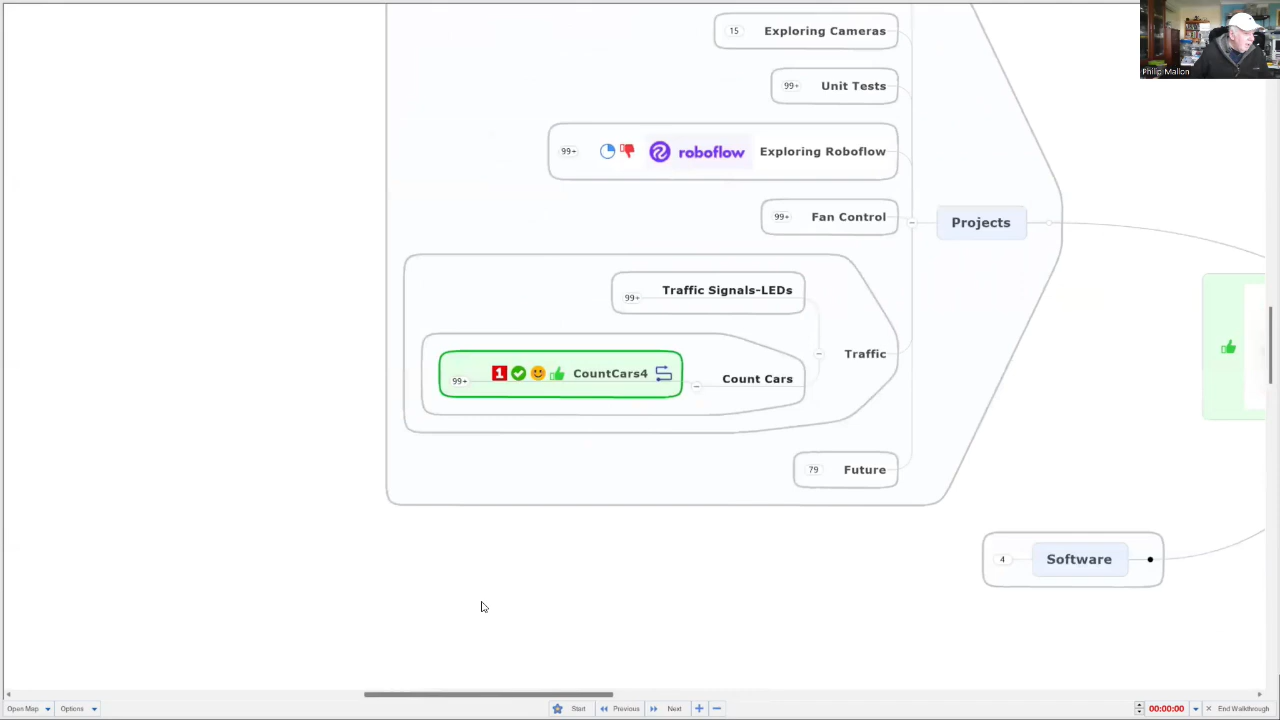 15 Exploring Cameras
Philip Mallon
99+ Unit Tests
99+ roboflow Exploring Roboflow
99+ Fan Control
Projects
99+ Traffic Signals-LEDs
Traffic
99+ 1 CountCars4
Count Cars
79 Future
4 Software
Open Map Options Start Previous Next 00:00:00 End Walkthrough